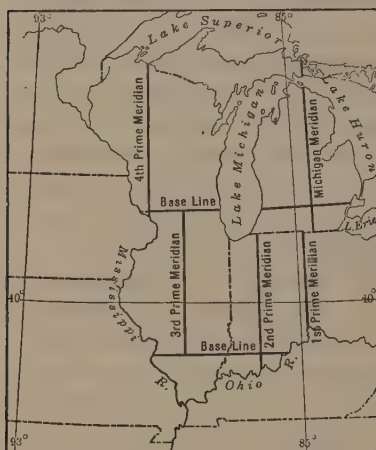 93°
85°
Lake Superior
4th Prime Meridian
Lake Michigan
Michigan Meridian
Lake Huron
Base Line
L. Erie
Mississippi
R.
3rd Prime Meridian
2nd Prime Meridian
1st Prime Meridian
40°
40°
Base Line
Ohio
R.
93°
85°